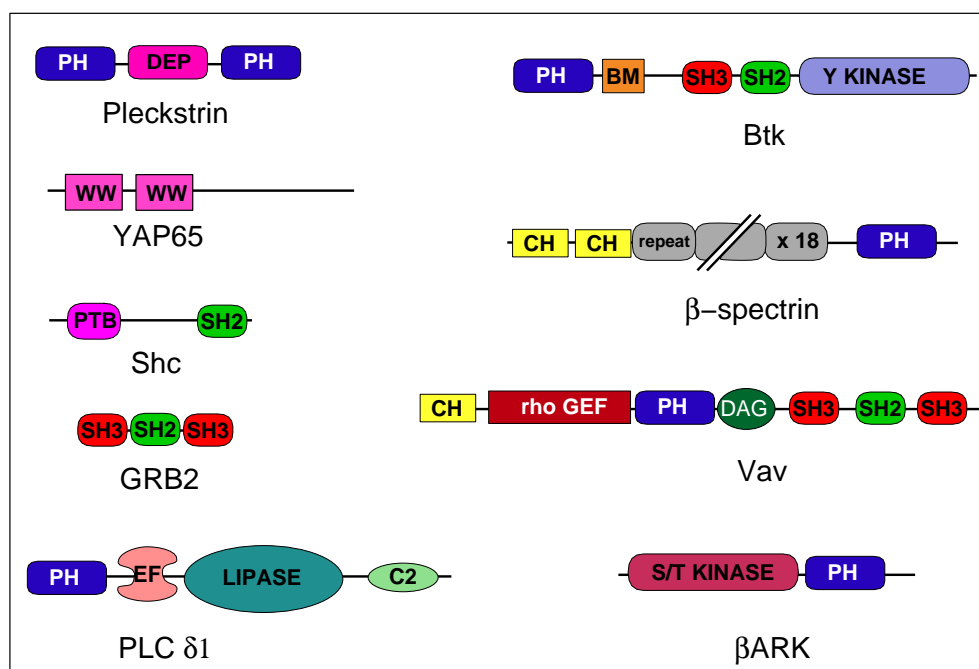 PH DEP PH
Pleckstrin
WW WW
YAP65
PTB SH2
Shc
SH3 SH2 SH3
GRB2
PH EF LIPASE C2
PLC δ1
PH BM SH3 SH2 Y KINASE
Btk
CH CH repeat x 18 PH
β−spectrin
CH rho GEF PH DAG SH3 SH2 SH3
Vav
S/T KINASE PH
βARK